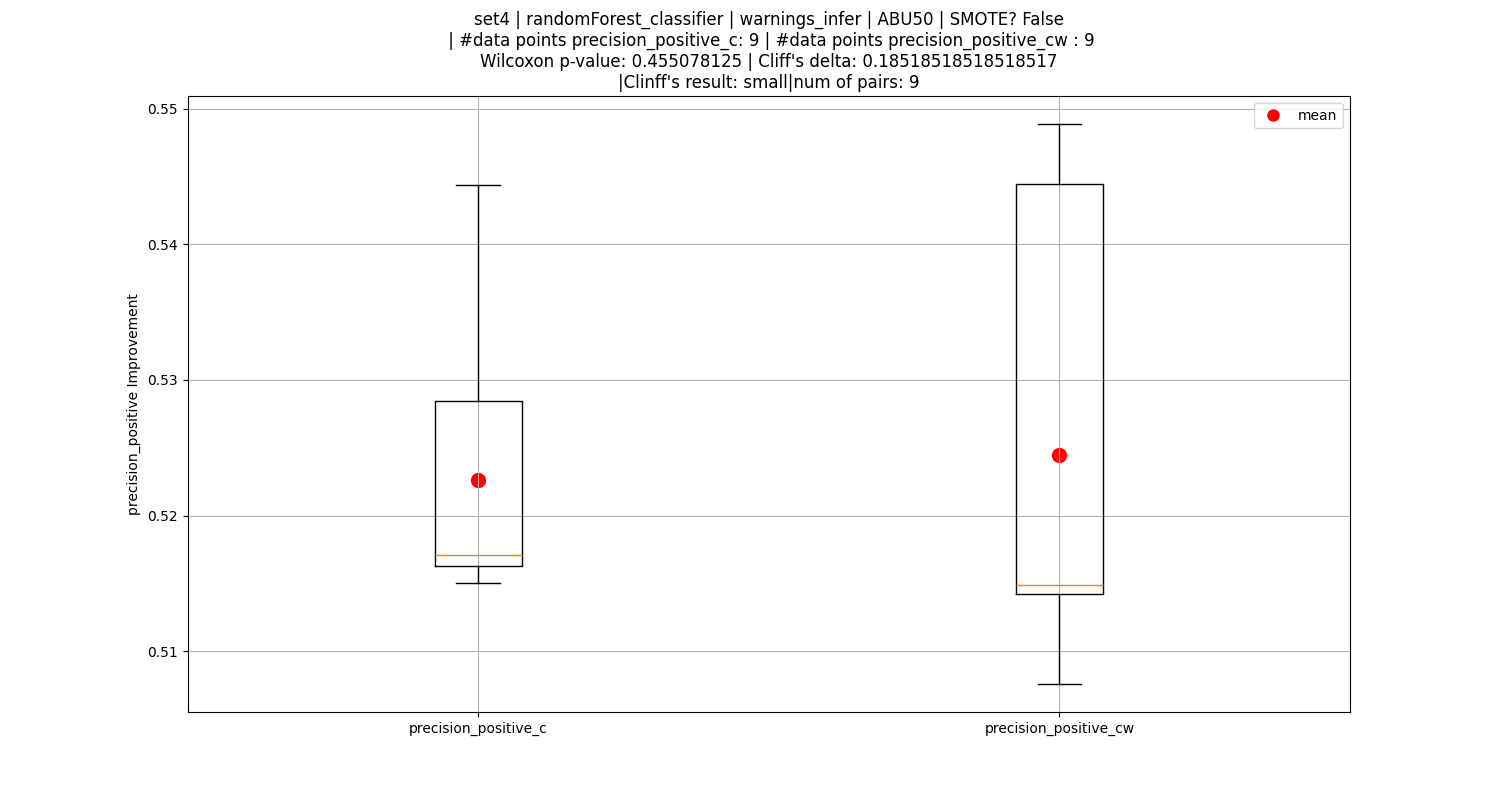 set4 | randomForest_classifier | warnings_infer | ABU50 | SMOTE? False
| #data points precision_positive_c: 9 | #data points precision_positive_cw : 9
Wilcoxon p-value: 0.455078125 | Cliff's delta: 0.18518518518518517
|Clinff's result: small|num of pairs: 9
mean
0.55
0.54
0.53
0.52
0.51
precision_positive Improvement
precision_positive_c
precision_positive_cw